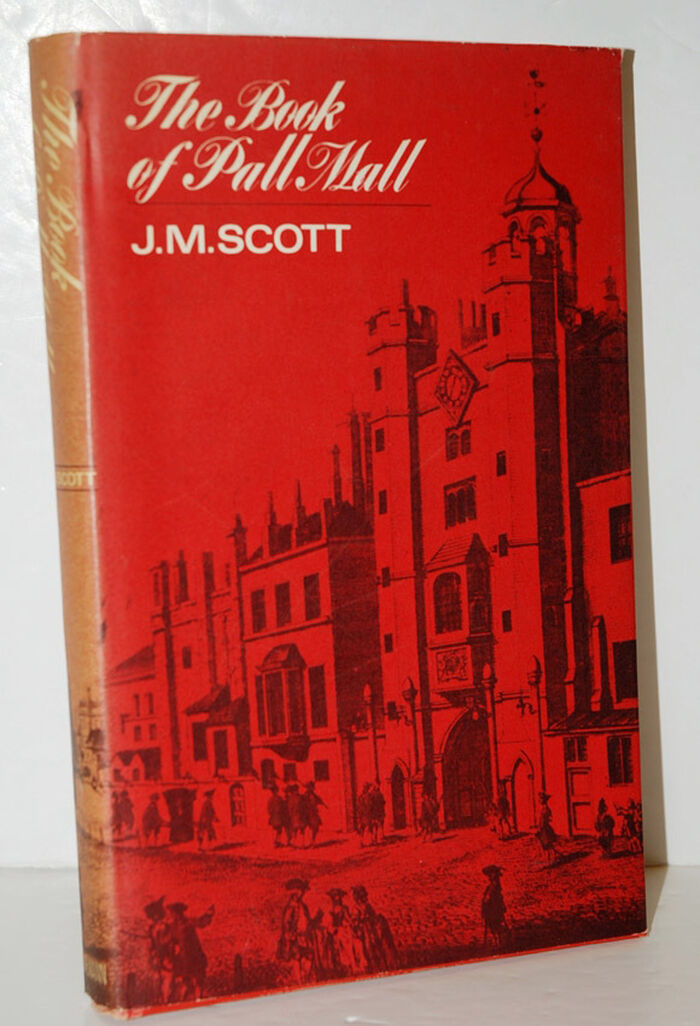 The Book
of Pall Mall
J.M.SCOTT
The Book
SCOTT